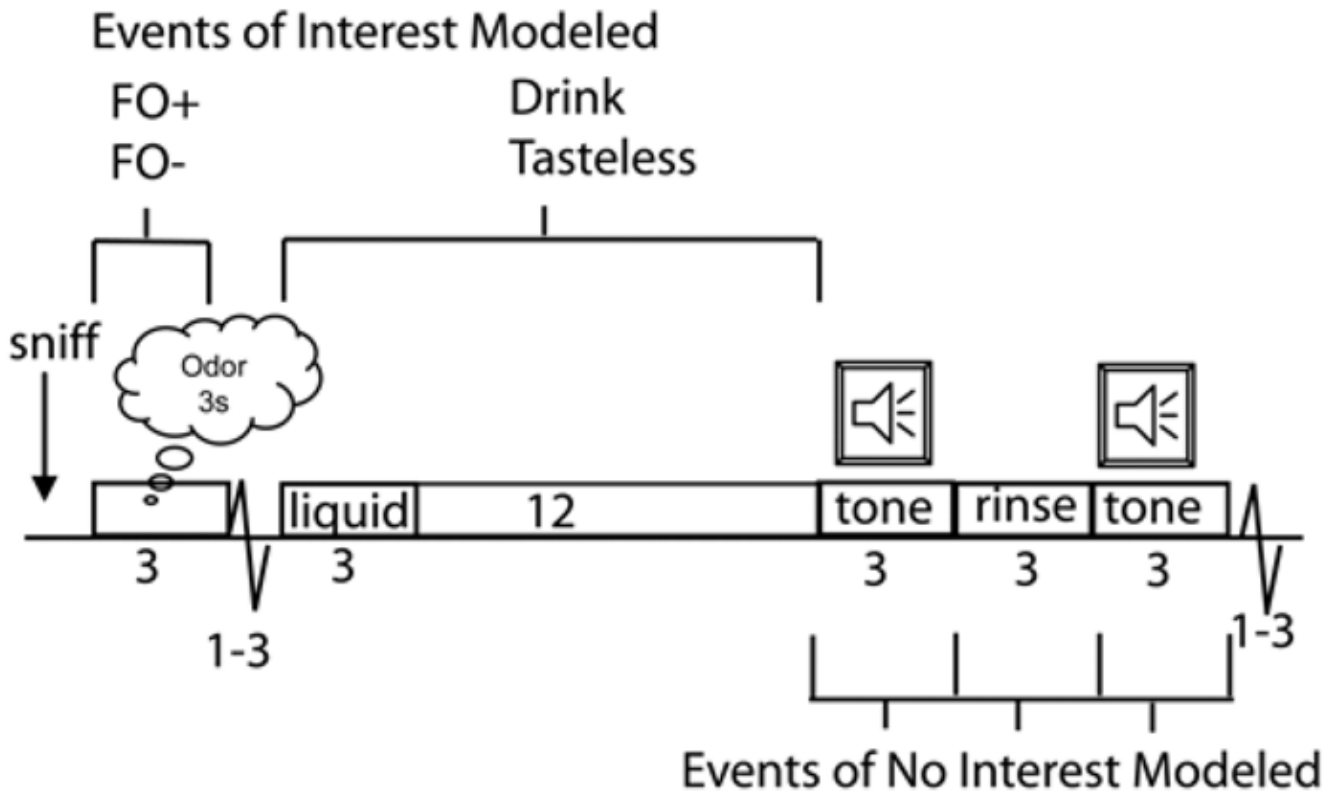 Events of Interest Modeled
FO+
FO-
Drink
Tasteless
sniff
Odor
3s
liquid
12
tone
rinse
tone
3
3
3
3
3
1-3
1-3
Events of No Interest Modeled